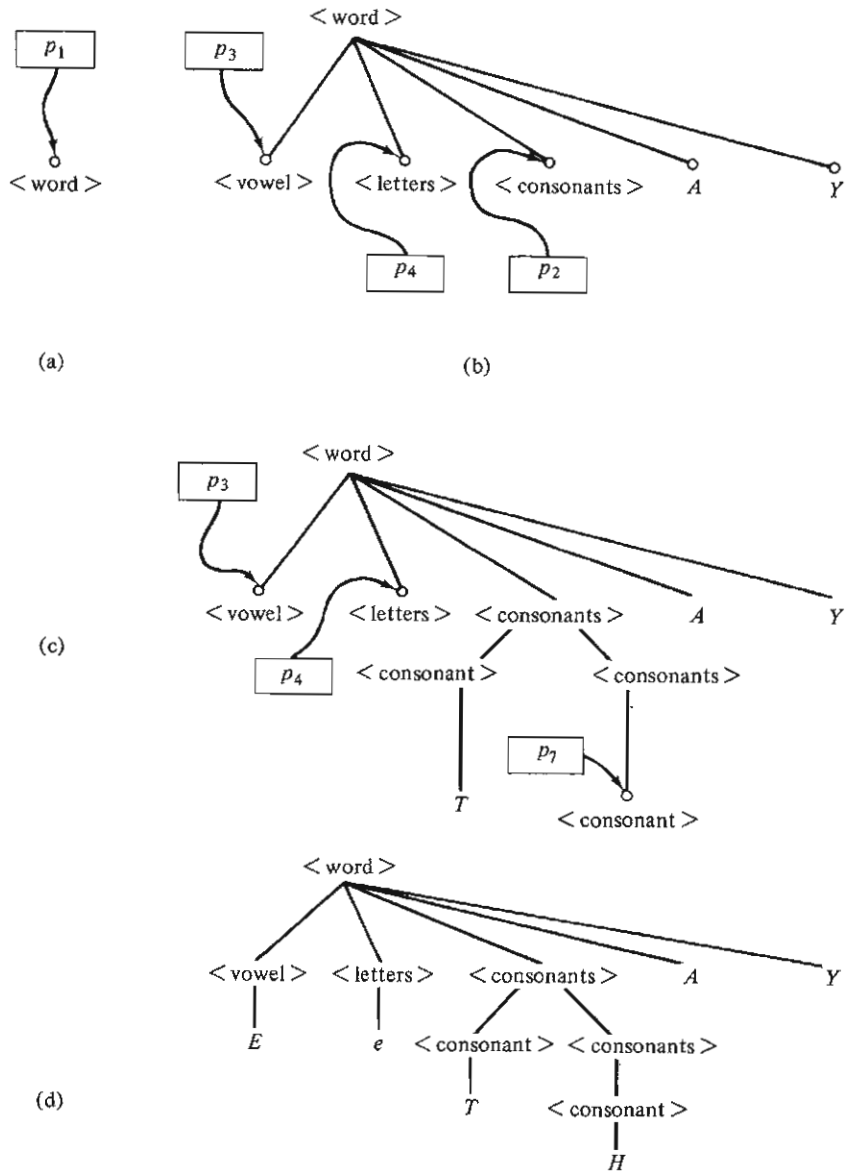 < word >
p1 p3
< word > < vowel > < letters > < consonants > A Y
p4 p2
(a) (b)
< word >
p3
< vowel > < letters > < consonants > A Y
(c)
p4 < consonant > < consonants >
p7
T
< consonant >
< word >
< vowel > < letters > < consonants > A Y
E e < consonant > < consonants >
(d) T < consonant >
H